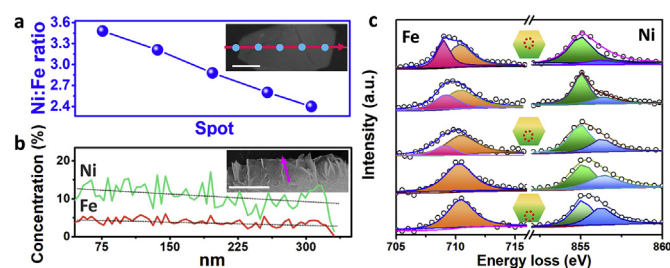 a
Ni:Fe ratio
3.6
3.3
3.0
2.7
2.4
Spot
b
Concentration (%)
20
10
0
Ni
Fe
75
150
225
300
nm
c
Fe
Ni
Intensity (a.u.)
705
710
715
855
860
Energy loss (eV)